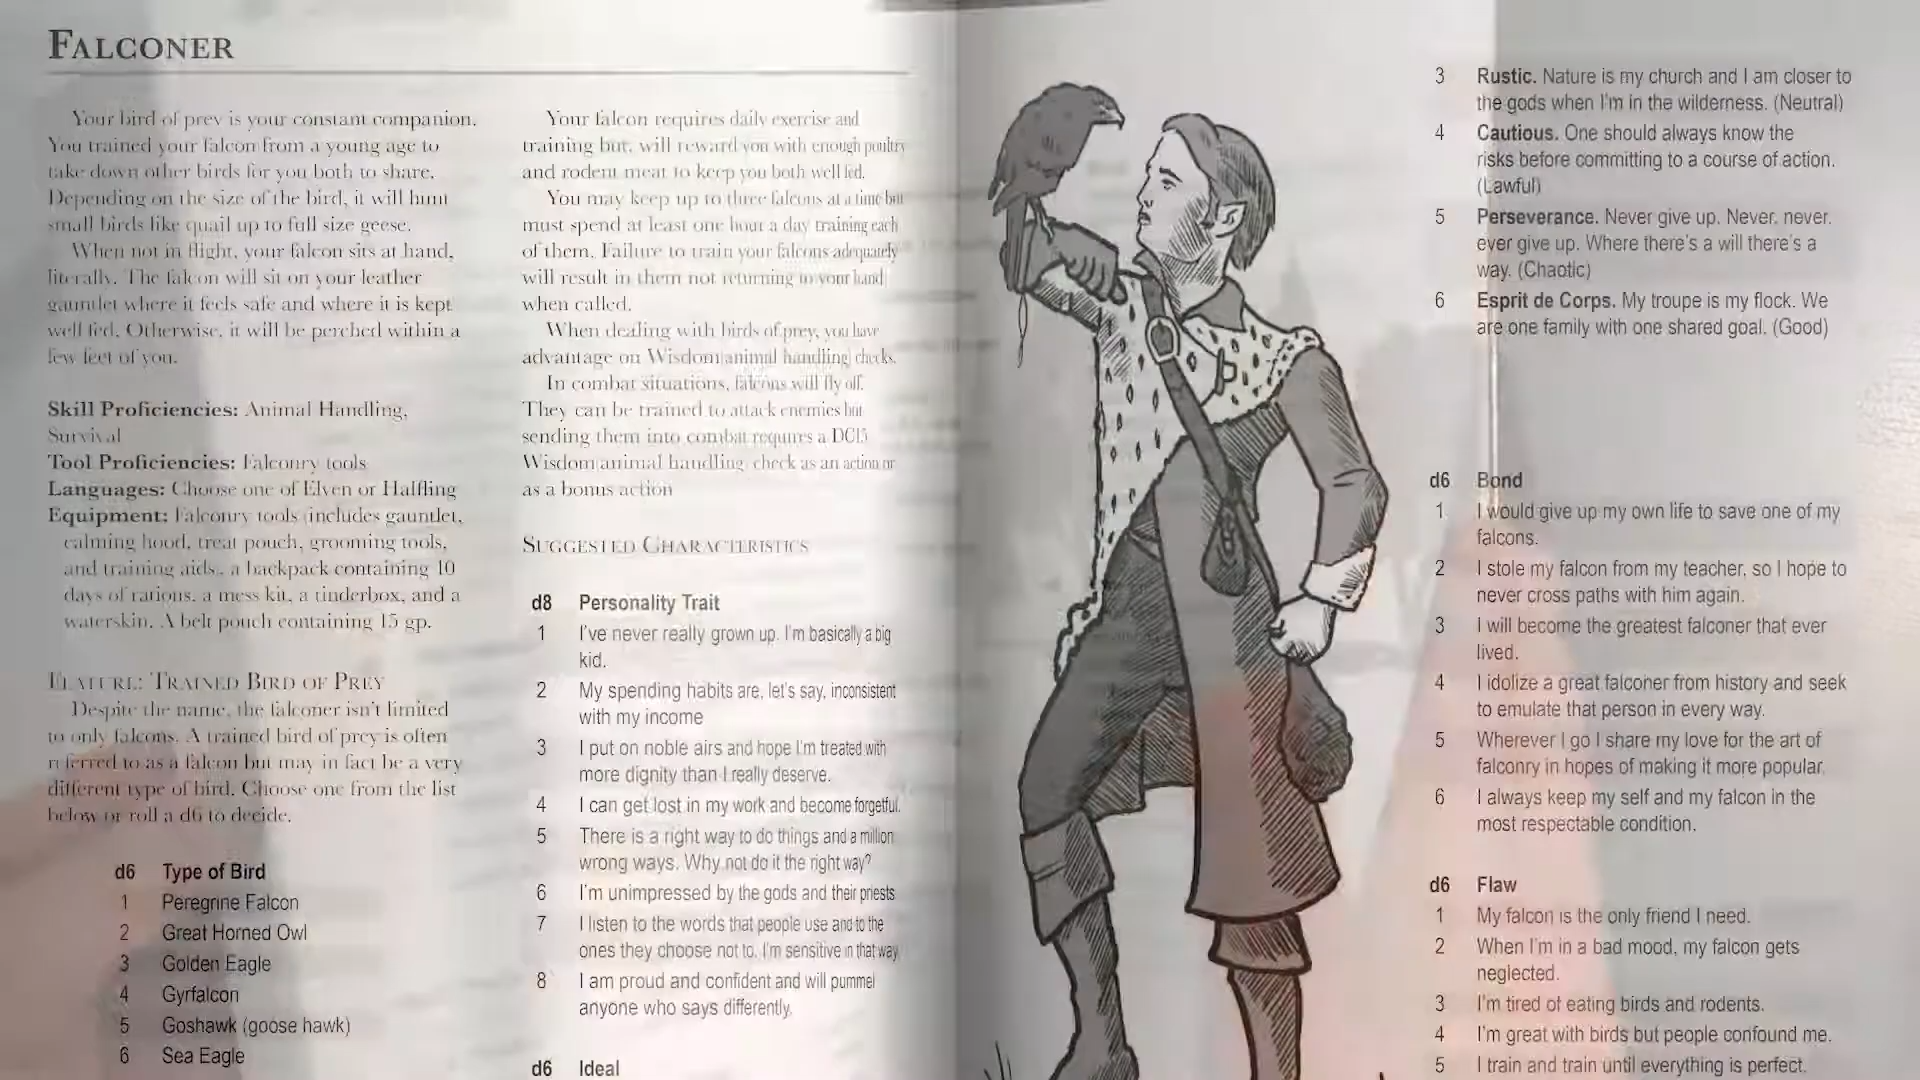 FALCONER
Your bird of prey is your constant companion.
You trained your falcon from a young age to
take down other birds for you both to share.
Depending on the size of the bird, it will hunt
small birds like quail up to full size geese.
When not in flight, your falcon sits at hand,
literally. The falcon will sit on your leather
gauntlet where it feels safe and where it is kept
well fed. Otherwise, it will be perched within a
few feet of you.
Skill Proficiencies: Animal Handling,
Survival
Tool Proficiencies: Falconry tools
Languages: Choose one of Elven or Halfling
Equipment: Falconry tools (includes gauntlet,
calming hood, treat pouch, grooming tools,
and training aids., a backpack containing 10
days of rations, a mess kit, a tinderbox, and a
waterskin. A belt pouch containing 15 gp.
FEATURE: TRAINED BIRD OF PREY
Despite the name, the falconer isn't limited
to only falcons. A trained bird of prey is often
referred to as a falcon but may in fact be a very
different type of bird. Choose one from the list
below or roll a d6 to decide.
d6 Type of Bird
1 Peregrine Falcon
2 Great Horned Owl
3 Golden Eagle
4 Gyrfalcon
5 Goshawk (goose hawk)
6 Sea Eagle
Your falcon requires daily exercise and
training but, will reward you with enough poultry
and rodent meat to keep you both well fed.
You may keep up to three falcons at a time but
must spend at least one hour a day training each
of them. Failure to train your falcons adequately
will result in them not returning to your hand
when called.
When dealing with birds of prey, you have
advantage on Wisdom(animal handling) checks.
In combat situations, falcons will fly off.
They can be trained to attack enemies but
sending them into combat requires a DC15
Wisdom(animal handling) check as an action or
as a bonus action
SUGGESTED CHARACTERISTICS
d8 Personality Trait
1 I've never really grown up. I'm basically a big
kid.
2 My spending habits are, let's say, inconsistent
with my income
3 I put on noble airs and hope I'm treated with
more dignity than I really deserve.
4 I can get lost in my work and become forgetful.
5 There is a right way to do things and a million
wrong ways. Why not do it the right way?
6 I'm unimpressed by the gods and their priests
7 I listen to the words that people use and to the
ones they choose not to. I'm sensitive in that way
8 I am proud and confident and will pummel
anyone who says differently.
d6 Ideal
3 Rustic. Nature is my church and I am closer to
the gods when I'm in the wilderness. (Neutral)
4 Cautious. One should always know the
risks before committing to a course of action.
(Lawful)
5 Perseverance. Never give up. Never, never,
ever give up. Where there's a will there's a
way. (Chaotic)
6 Esprit de Corps. My troupe is my flock. We
are one family with one shared goal. (Good)
d6 Bond
1 I would give up my own life to save one of my
falcons.
2 I stole my falcon from my teacher, so I hope to
never cross paths with him again.
3 I will become the greatest falconer that ever
lived.
4 I idolize a great falconer from history and seek
to emulate that person in every way.
5 Wherever I go I share my love for the art of
falconry in hopes of making it more popular.
6 I always keep my self and my falcon in the
most respectable condition.
d6 Flaw
1 My falcon is the only friend I need.
2 When I'm in a bad mood, my falcon gets
neglected.
3 I'm tired of eating birds and rodents.
4 I'm great with birds but people confound me.
5 I train and train until everything is perfect.